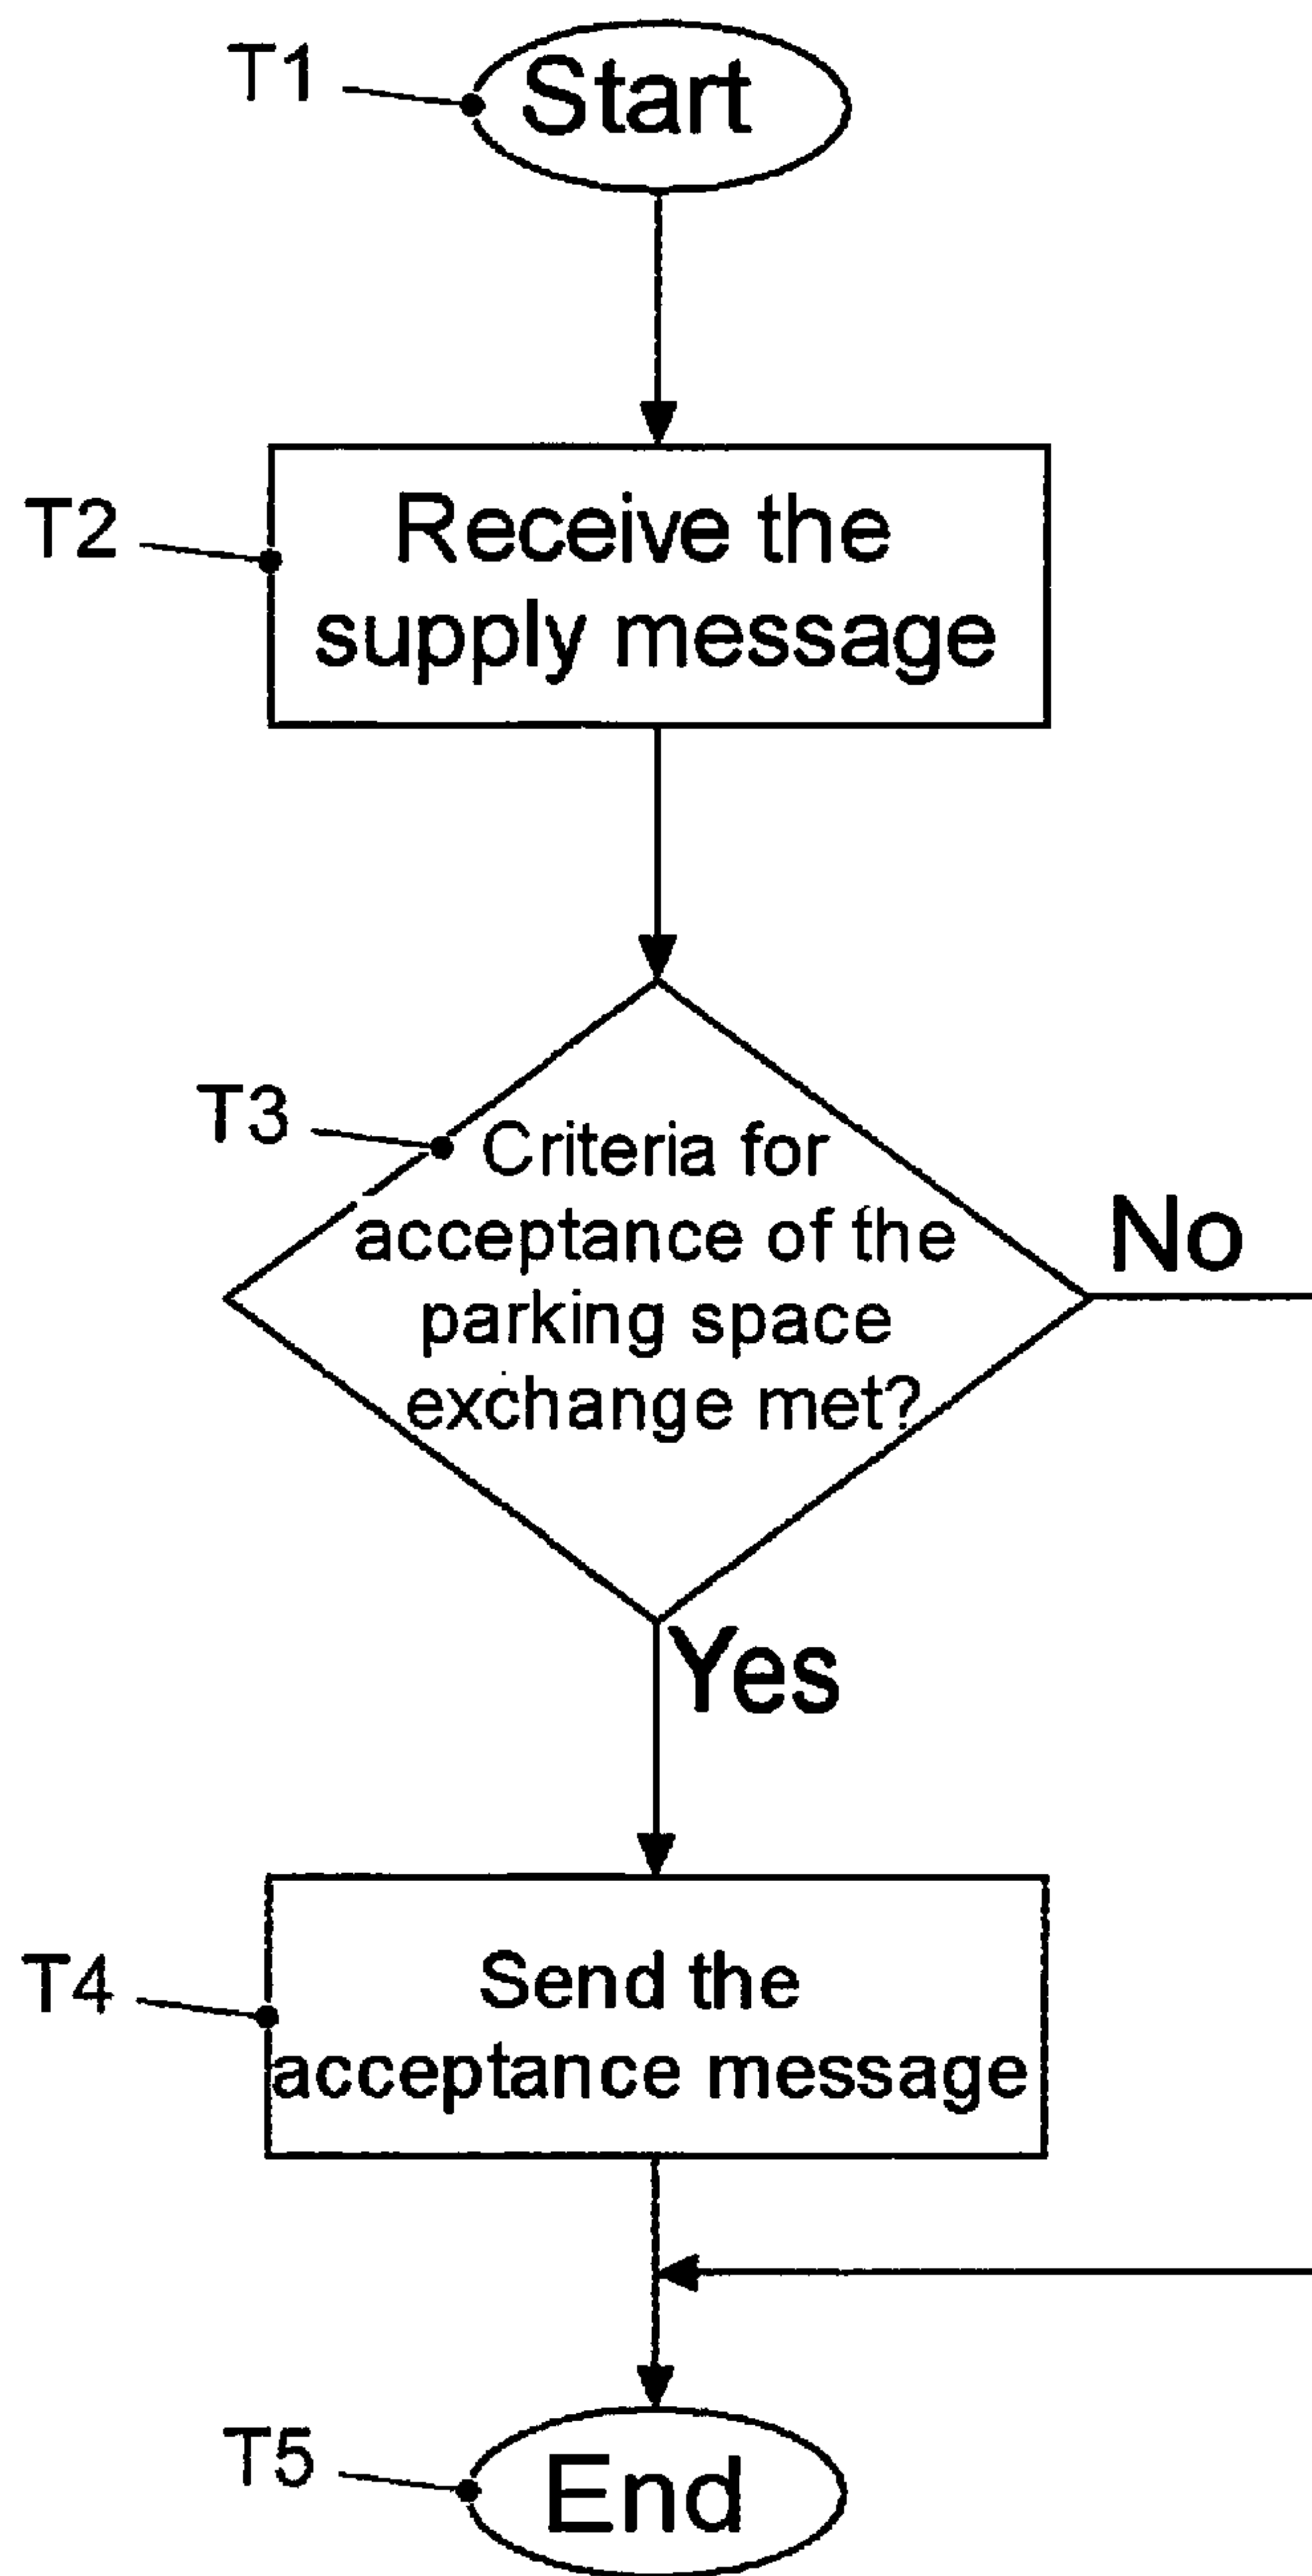 T1
Start
T2
Receive the
supply message
T3
Criteria for
acceptance of the
parking space
exchange met?
No
Yes
T4
Send the
acceptance message
T5
End